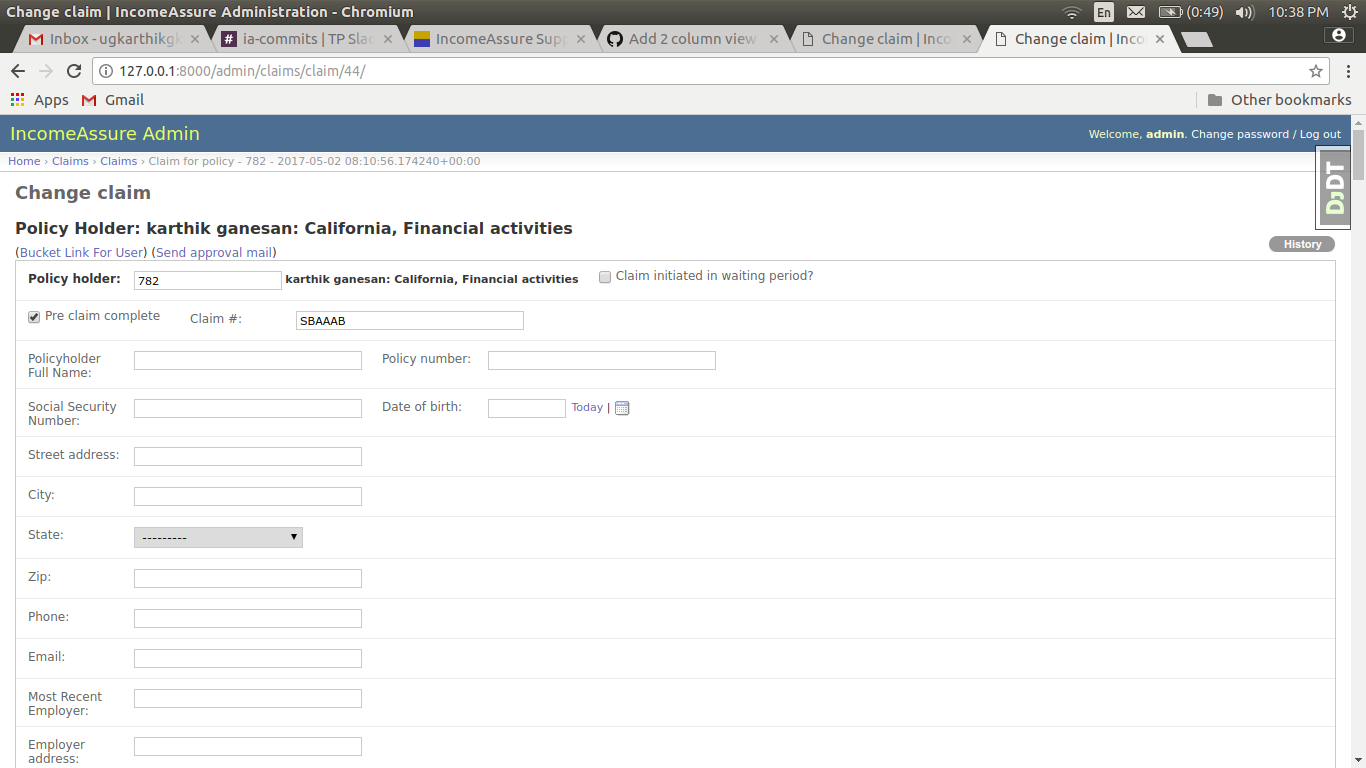 Change claim | IncomeAssure Administration - Chromium
En
(0:49)
10:38 PM
Inbox - ugkarthikgk
ia-commits | TP Slac
IncomeAssure Supp
Add 2 column view
Change claim | Inco
Change claim | Inco
127.0.0.1:8000/admin/claims/claim/44/
Apps
Gmail
Other bookmarks
IncomeAssure Admin
Welcome, admin. Change password / Log out
Home › Claims › Claims › Claim for policy - 782 - 2017-05-02 08:10:56.174240+00:00
DJDT
Change claim
Policy Holder: karthik ganesan: California, Financial activities
History
(Bucket Link For User) (Send approval mail)
Policy holder: 782 karthik ganesan: California, Financial activities Claim initiated in waiting period?
Pre claim complete Claim #: SBAAAB
Policyholder
Full Name:
Policy number:
Social Security
Number:
Date of birth: Today |
Street address:
City:
State: ---------
Zip:
Phone:
Email:
Most Recent
Employer:
Employer
address: